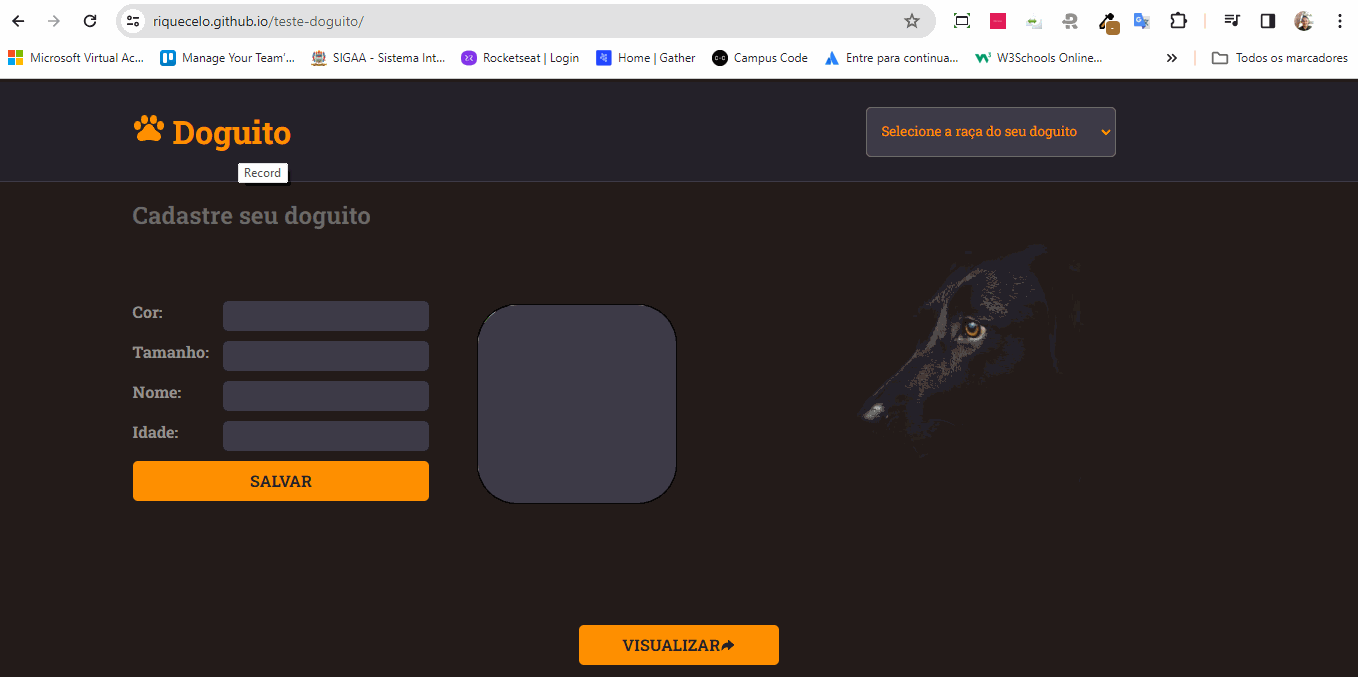 riquecelo.github.io/teste-doguito/
Microsoft Virtual Ac... Manage Your Team'... SIGAA - Sistema Int... Rocketseat | Login Home | Gather Campus Code Entre para continua... W3Schools Online... Todos os marcadores
Doguito
Selecione a raça do seu doguito
Record
Cadastre seu doguito
Cor:
Tamanho:
Nome:
Idade:
SALVAR
VISUALIZAR